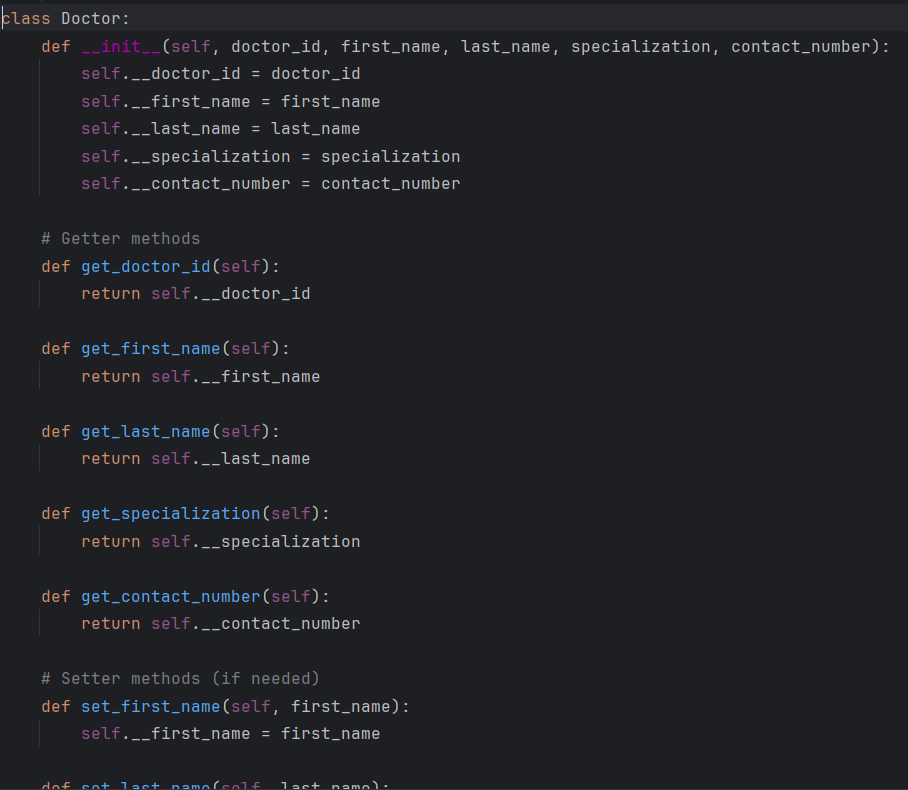 class Doctor:
    def __init__(self, doctor_id, first_name, last_name, specialization, contact_number):
        self.__doctor_id = doctor_id
        self.__first_name = first_name
        self.__last_name = last_name
        self.__specialization = specialization
        self.__contact_number = contact_number

    # Getter methods
    def get_doctor_id(self):
        return self.__doctor_id

    def get_first_name(self):
        return self.__first_name

    def get_last_name(self):
        return self.__last_name

    def get_specialization(self):
        return self.__specialization

    def get_contact_number(self):
        return self.__contact_number

    # Setter methods (if needed)
    def set_first_name(self, first_name):
        self.__first_name = first_name

    def set_last_name(self, last_name):